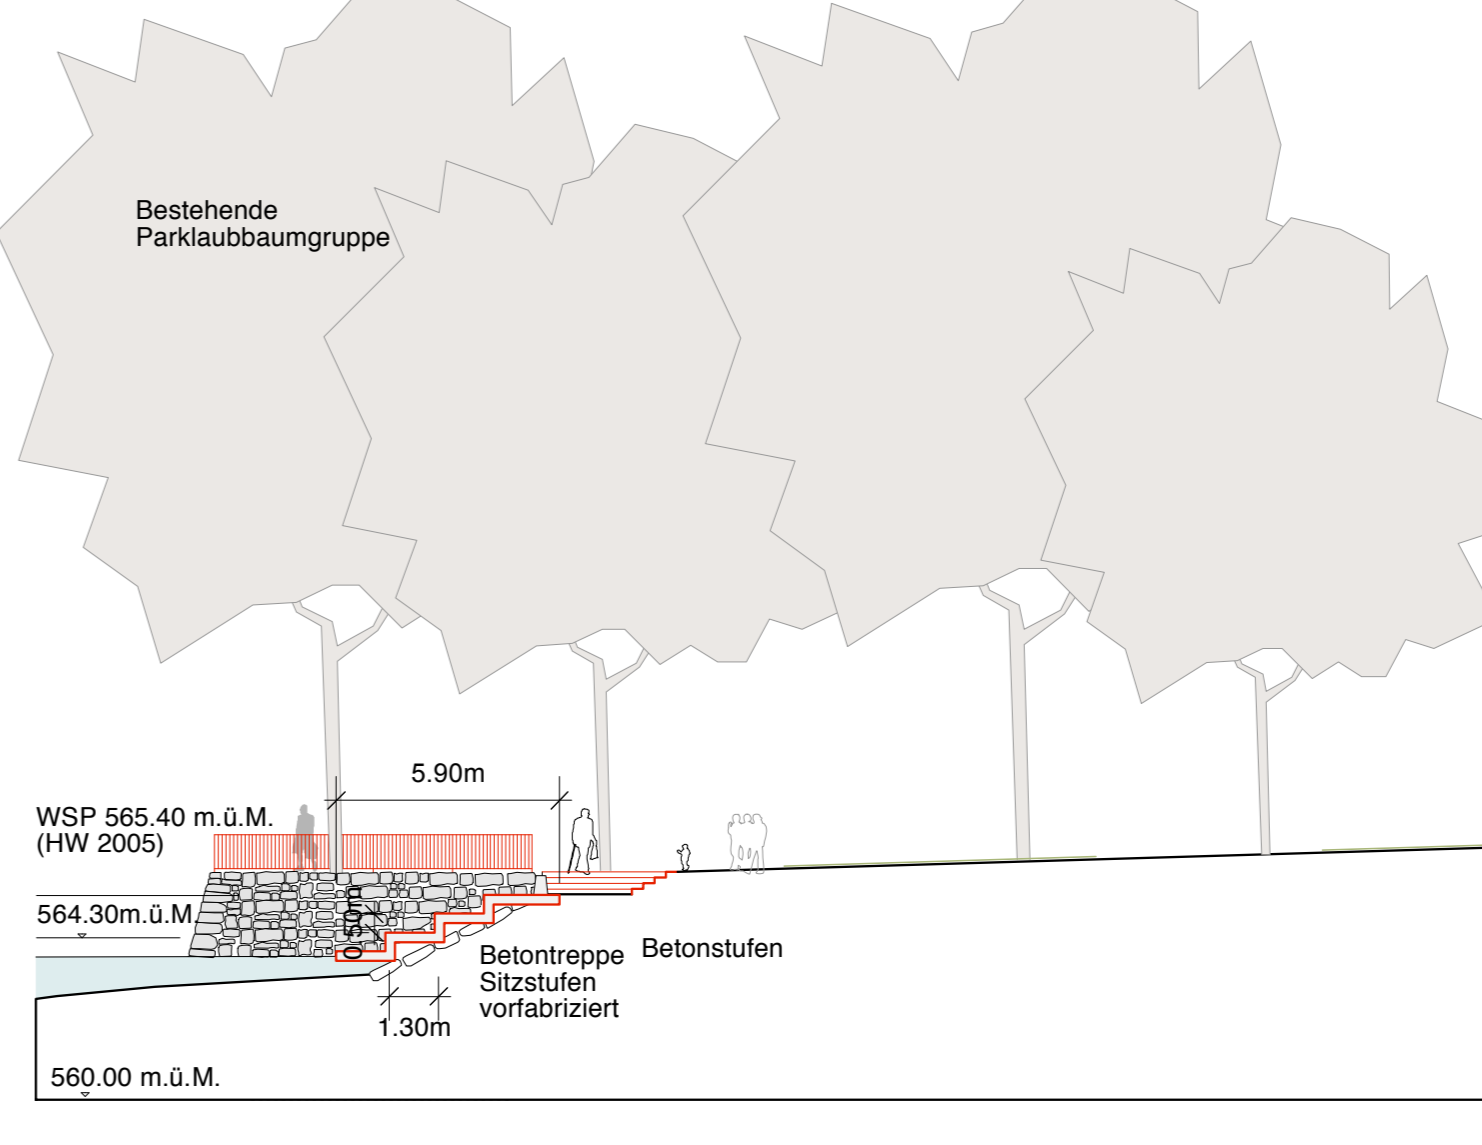 Bestehende
Parklaubbaumgruppe
5.90m
WSP 565.40 m.ü.M.
(HW 2005)
0.50m
564.30m.ü.M.
Betontreppe
Sitzstufen
vorfabriziert
Betonstufen
1.30m
560.00 m.ü.M.